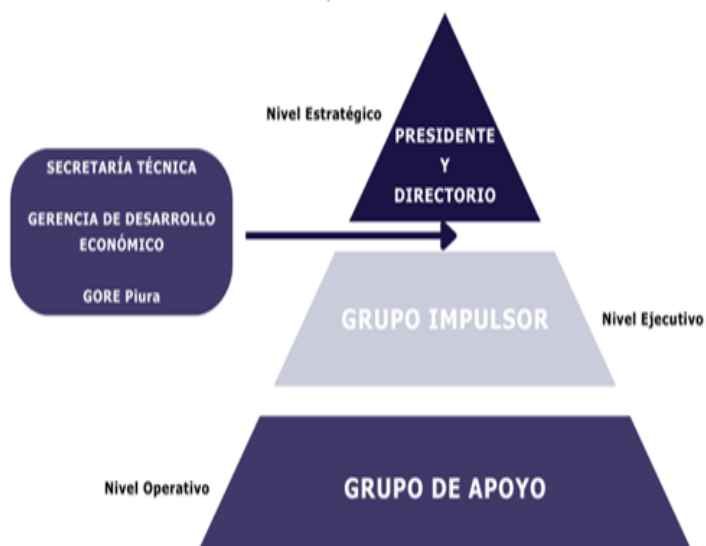 Nivel Estratégico
PRESIDENTE
Y
DIRECTORIO
SECRETARÍA TÉCNICA
GERENCIA DE DESARROLLO
ECONÓMICO
GORE Piura
GRUPO IMPULSOR
Nivel Ejecutivo
Nivel Operativo
GRUPO DE APOYO